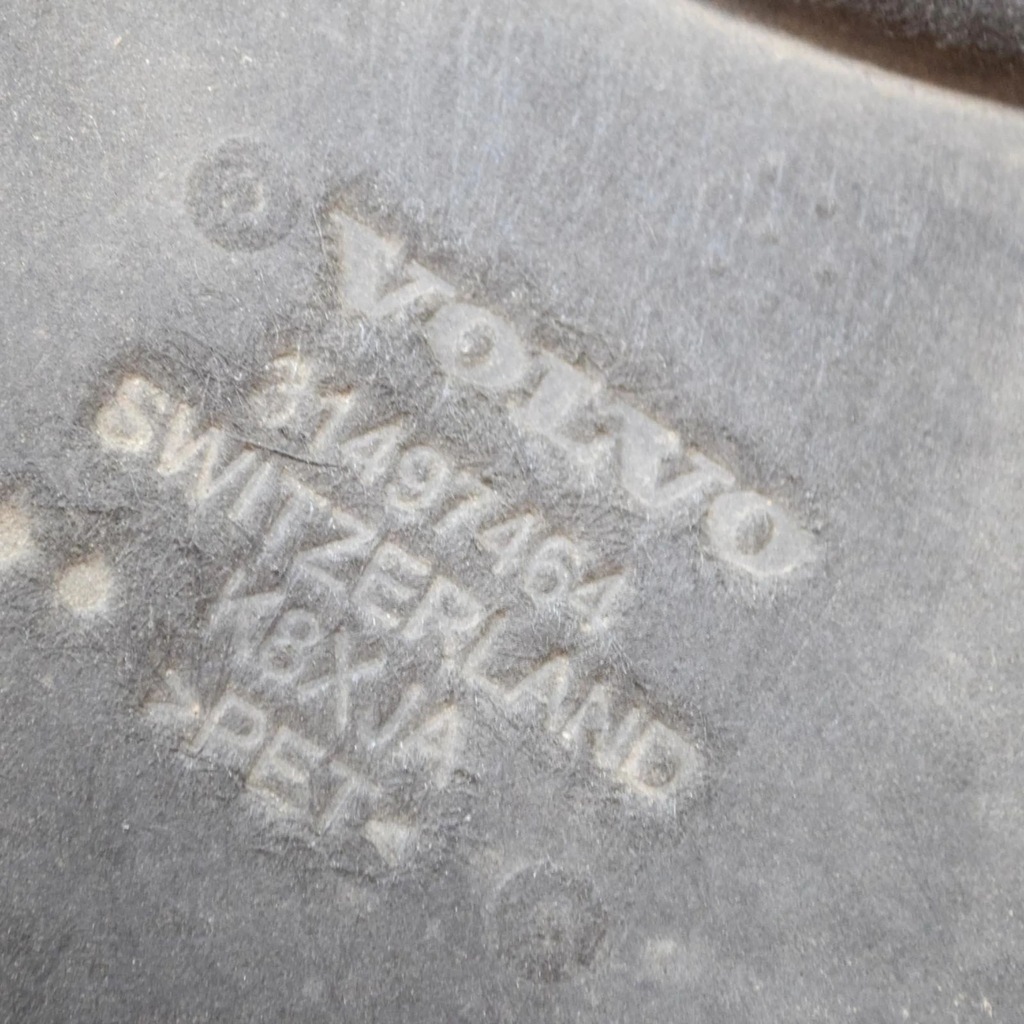 VOLVO
31497464
SWITZERLAND
K8XJA
>PET<